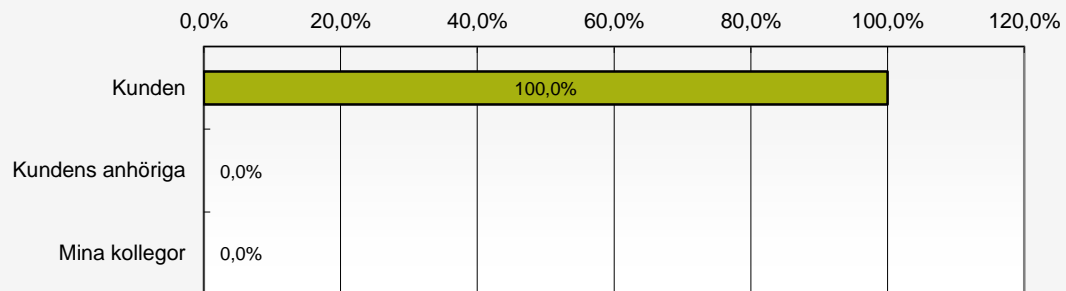 0,0% 20,0% 40,0% 60,0% 80,0% 100,0% 120,0%
Kunden 100,0%
Kundens anhöriga 0,0%
Mina kollegor 0,0%